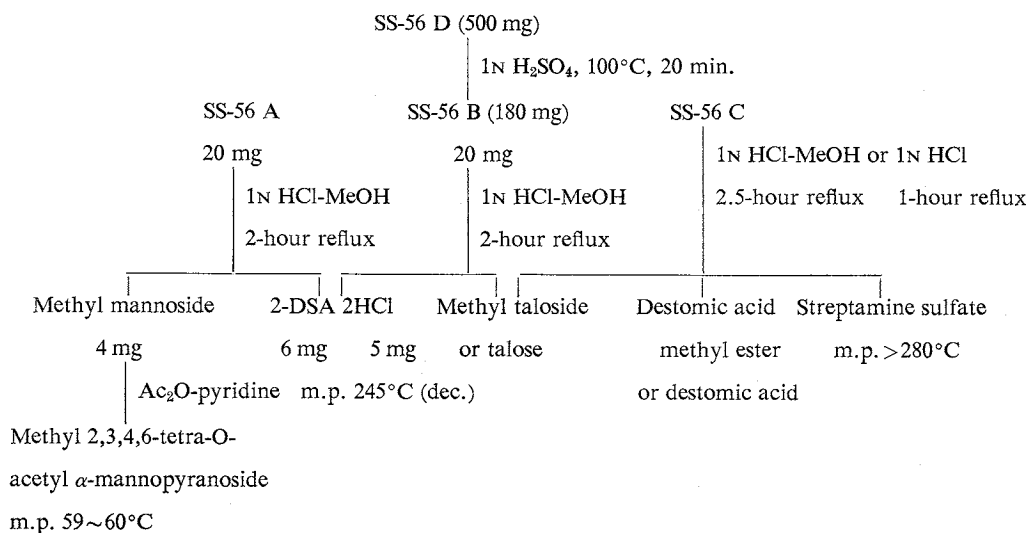 SS-56 D (500 mg)
1N H₂SO₄, 100°C, 20 min.
SS-56 A SS-56 B (180 mg) SS-56 C
20 mg 20 mg 1N HCl-MeOH or 1N HCl
1N HCl-MeOH 1N HCl-MeOH 2.5-hour reflux 1-hour reflux
2-hour reflux 2-hour reflux
Methyl mannoside 2-DSA 2HCl Methyl taloside Destomic acid Streptamine sulfate
4 mg 6 mg 5 mg or talose methyl ester m.p. >280°C
Ac₂O-pyridine m.p. 245°C (dec.) or destomic acid
Methyl 2,3,4,6-tetra-O-
acetyl α-mannopyranoside
m.p. 59~60°C